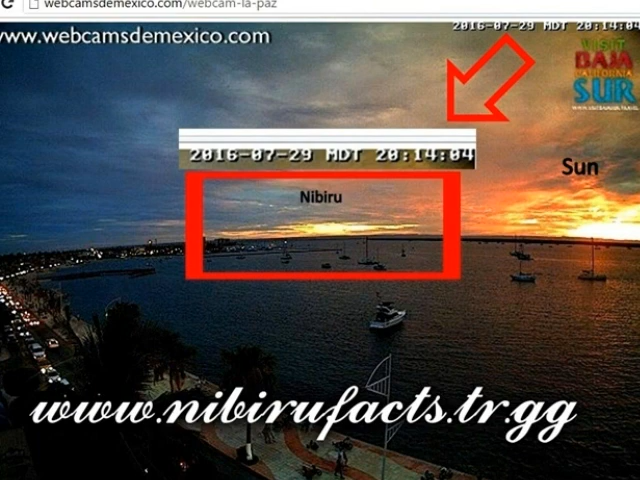 webcamsdemexico.com/webcam-la-paz
www.webcamsdemexico.com
2016-07-29 MDT 20:14:04
VISIT
BAJA
CALIFORNIA
SUR
2016-07-29 MDT 20:14:04
Sun
Nibiru
www.nibirufacts.tr.gg